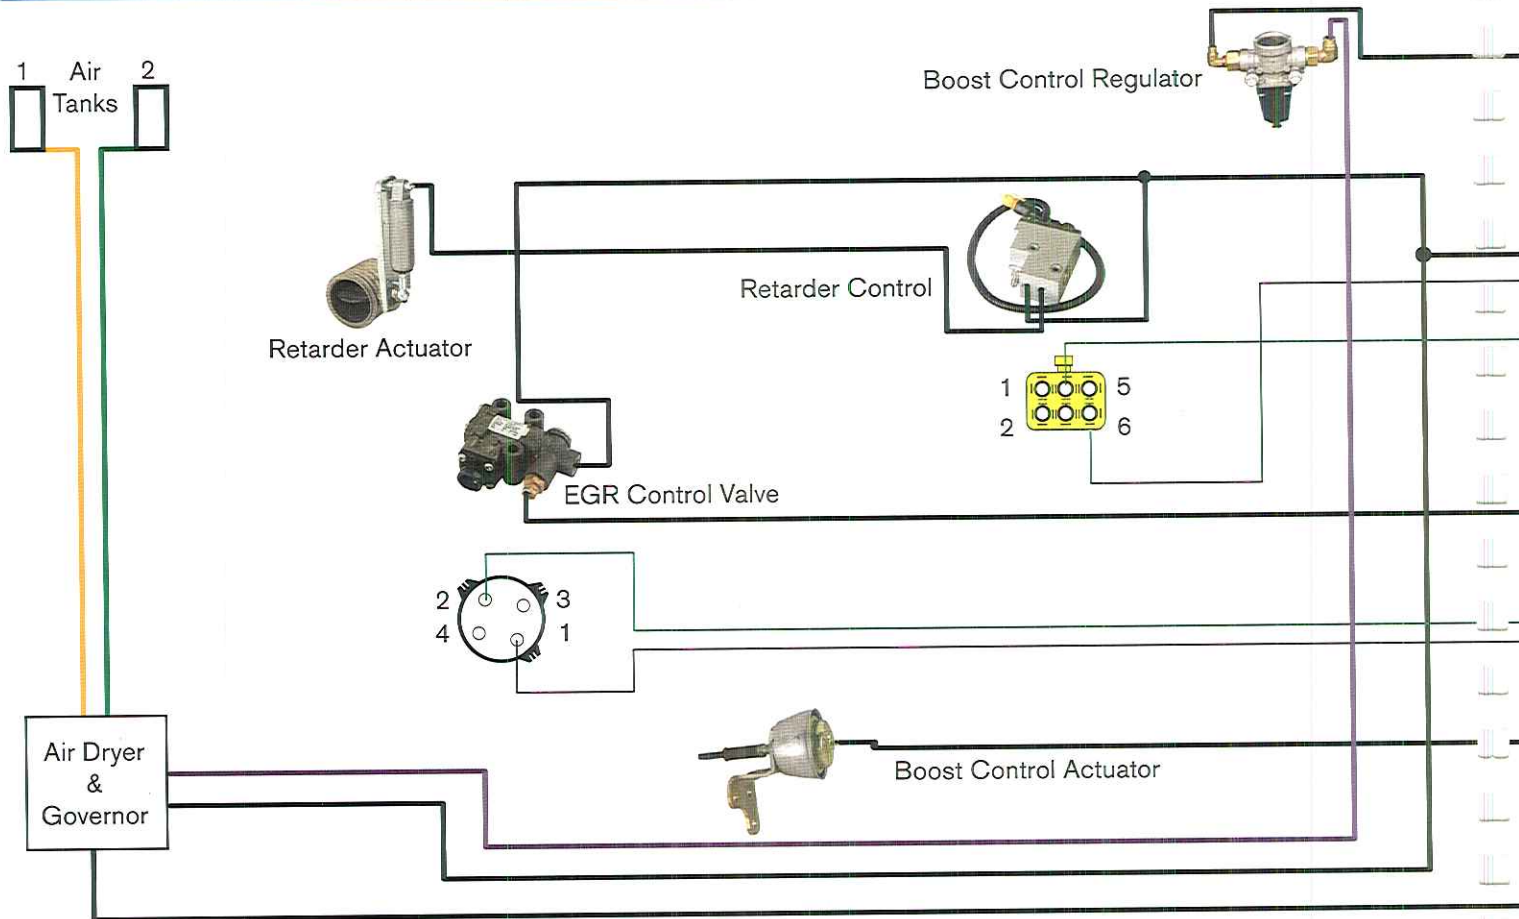 1
Air
Tanks
2
Boost Control Regulator
Retarder Control
Retarder Actuator
1
5
2
6
EGR Control Valve
2
3
4
1
Air Dryer
&
Governor
Boost Control Actuator